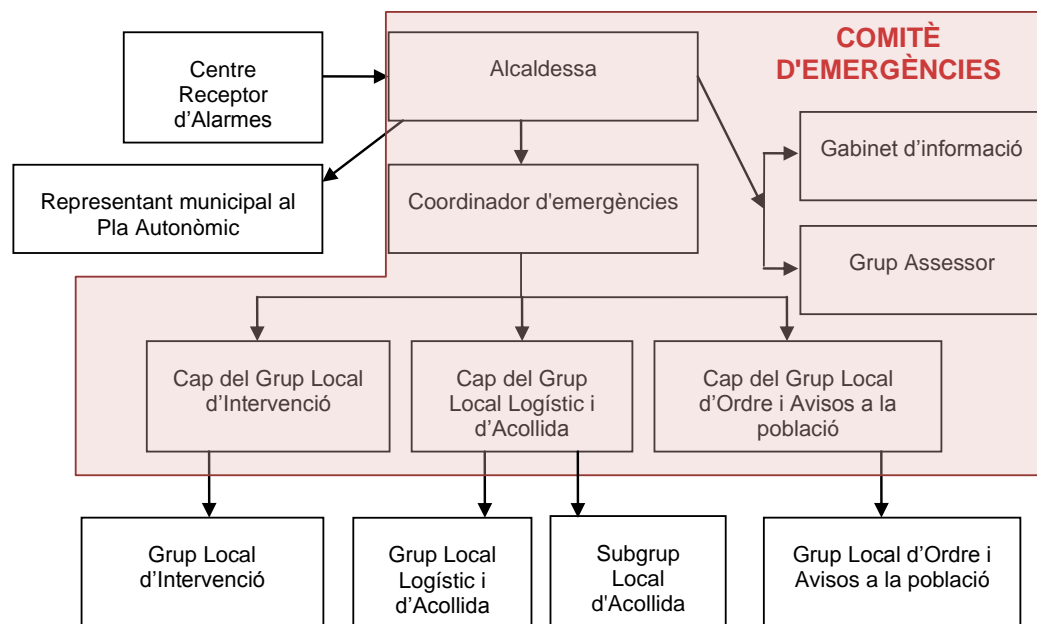 COMITÈ
D'EMERGÈNCIES
Centre
Receptor
d’Alarmes
Alcaldessa
Gabinet d’informació
Representant municipal al
Pla Autonòmic
Coordinador d'emergències
Grup Assessor
Cap del Grup Local
d’Intervenció
Cap del Grup
Local Logístic i
d’Acollida
Cap del Grup Local
d’Ordre i Avisos a la
població
Grup Local
d’Intervenció
Grup Local
Logístic i
d’Acollida
Subgrup
Local
d'Acollida
Grup Local d’Ordre i
Avisos a la població